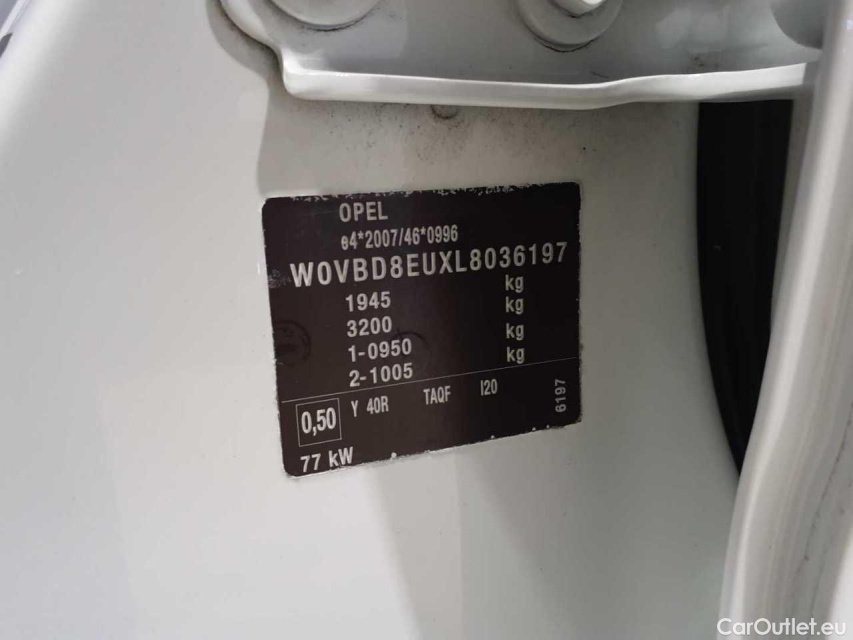 OPEL
e4*2007/46*0996
W0VBD8EUXL8036197
1945 kg
3200 kg
1-0950 kg
2-1005 kg
0,50 Y 40R TAQF I20
6197
77 kW
CarOutlet.eu